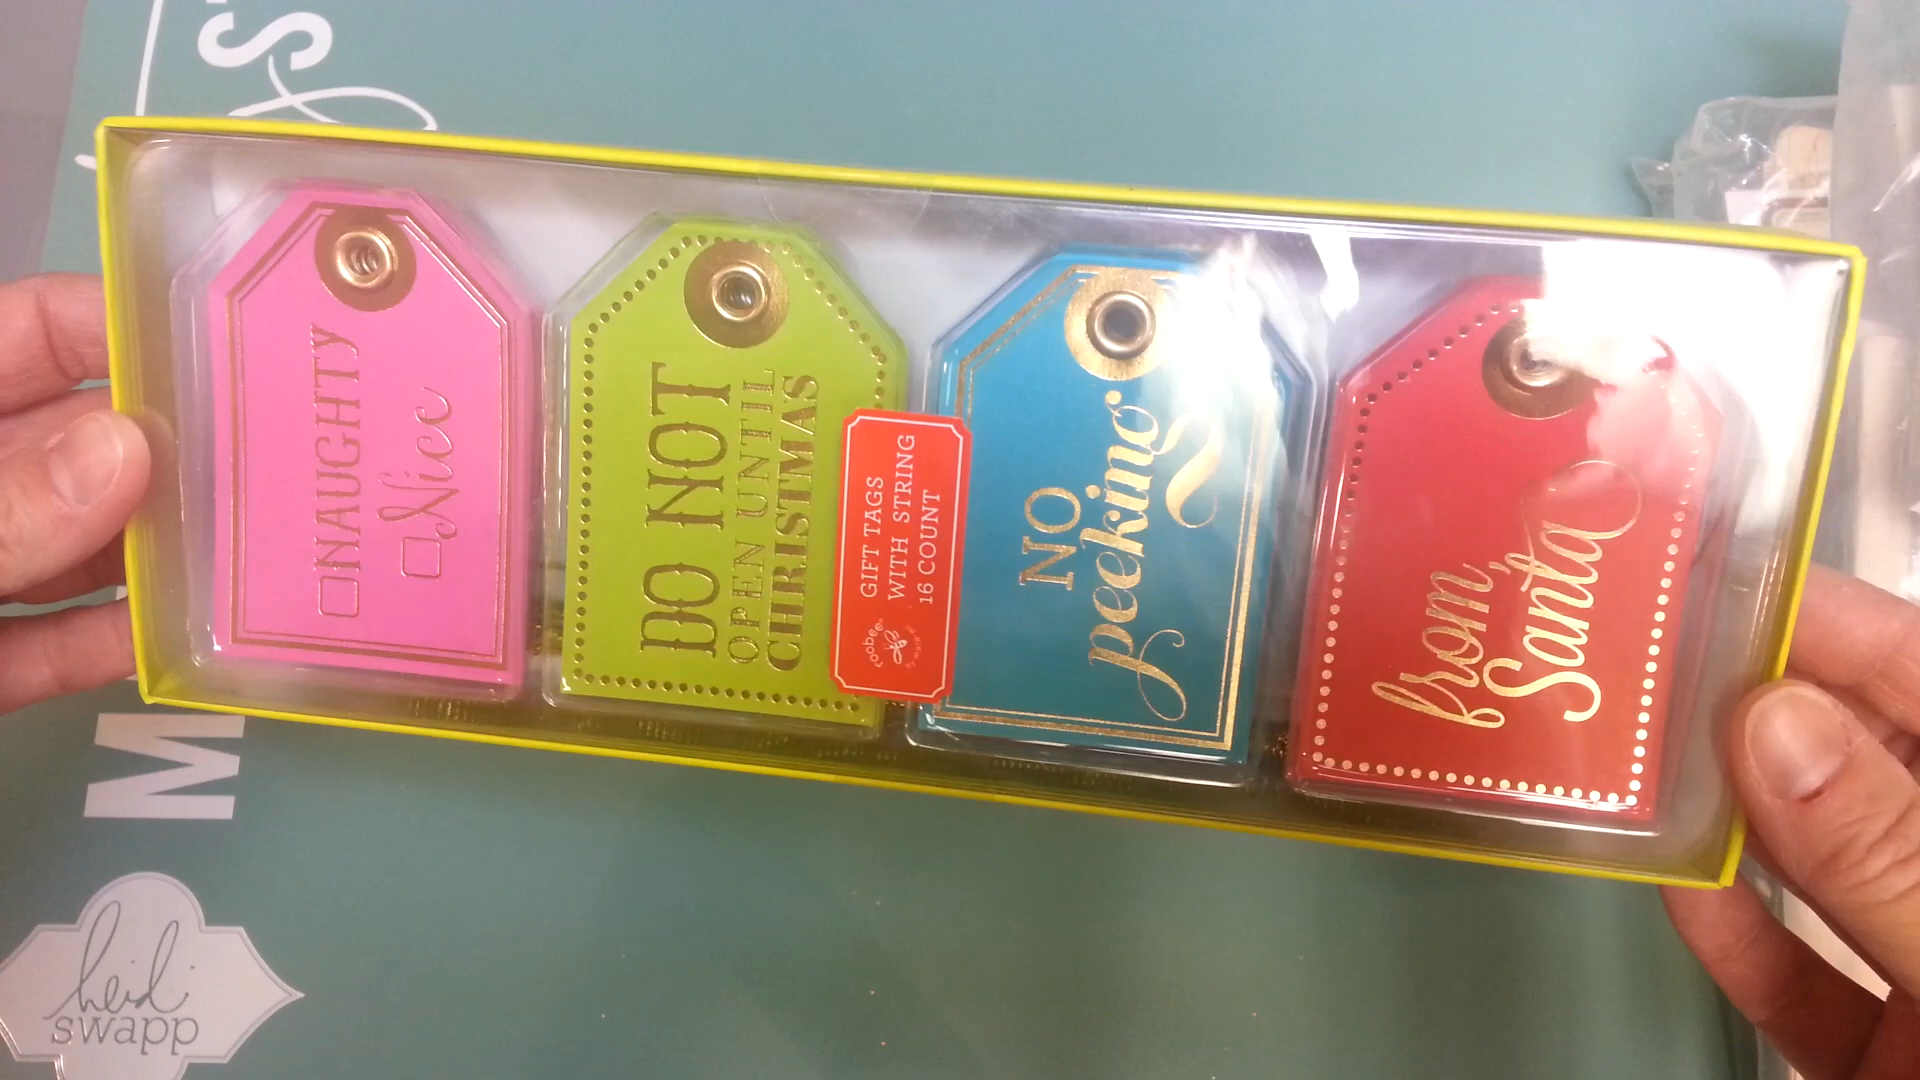 NAUGHTY
Nice
DO NOT
OPEN UNTIL
CHRISTMAS
GIFT TAGS
WITH STRING
16 COUNT
NO
peeking
from,
Santa
M
S
heidi
swapp